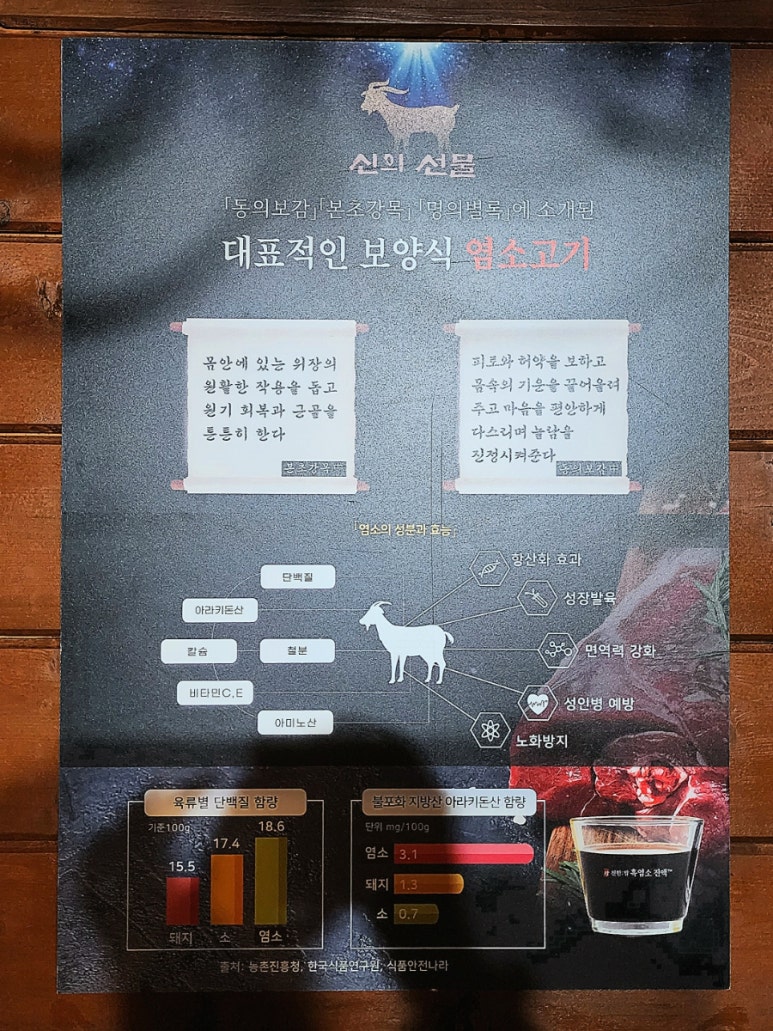 신의 선물
「동의보감」「본초강목」「명의별록」에 소개된
대표적인 보양식 염소고기
몸안에 있는 위장의
원활한 작용을 돕고
원기 회복과 근골을
튼튼히 한다
본초강목中
피로와 허약을 보하고
몸속의 기운을 끌어올려
주고 마음을 편안하게
다스리며 놀람을
진정시켜준다
동의보감中
「염소의 성분과 효능」
단백질
아라키돈산
칼슘
철분
비타민C,E
아미노산
항산화 효과
성장발육
면역력 강화
성인병 예방
노화방지
육류별 단백질 함량
기준100g
15.5
17.4
18.6
돼지
소
염소
불포화 지방산 아라키돈산 함량
단위 mg/100g
염소 3.1
돼지 1.3
소 0.7
흑염소 진액™
출처: 농촌진흥청, 한국식품연구원, 식품안전나라